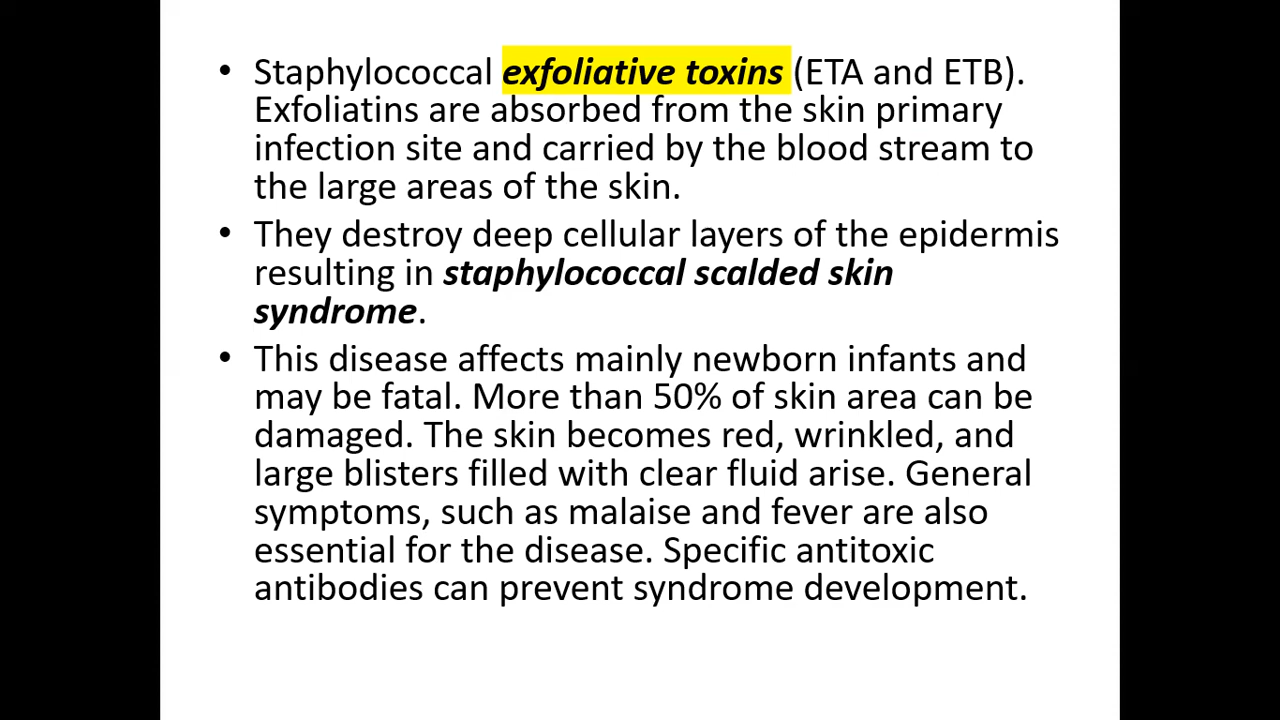 • Staphylococcal exfoliative toxins (ETA and ETB).
Exfoliatins are absorbed from the skin primary
infection site and carried by the blood stream to
the large areas of the skin.
• They destroy deep cellular layers of the epidermis
resulting in staphylococcal scalded skin
syndrome.
• This disease affects mainly newborn infants and
may be fatal. More than 50% of skin area can be
damaged. The skin becomes red, wrinkled, and
large blisters filled with clear fluid arise. General
symptoms, such as malaise and fever are also
essential for the disease. Specific antitoxic
antibodies can prevent syndrome development.